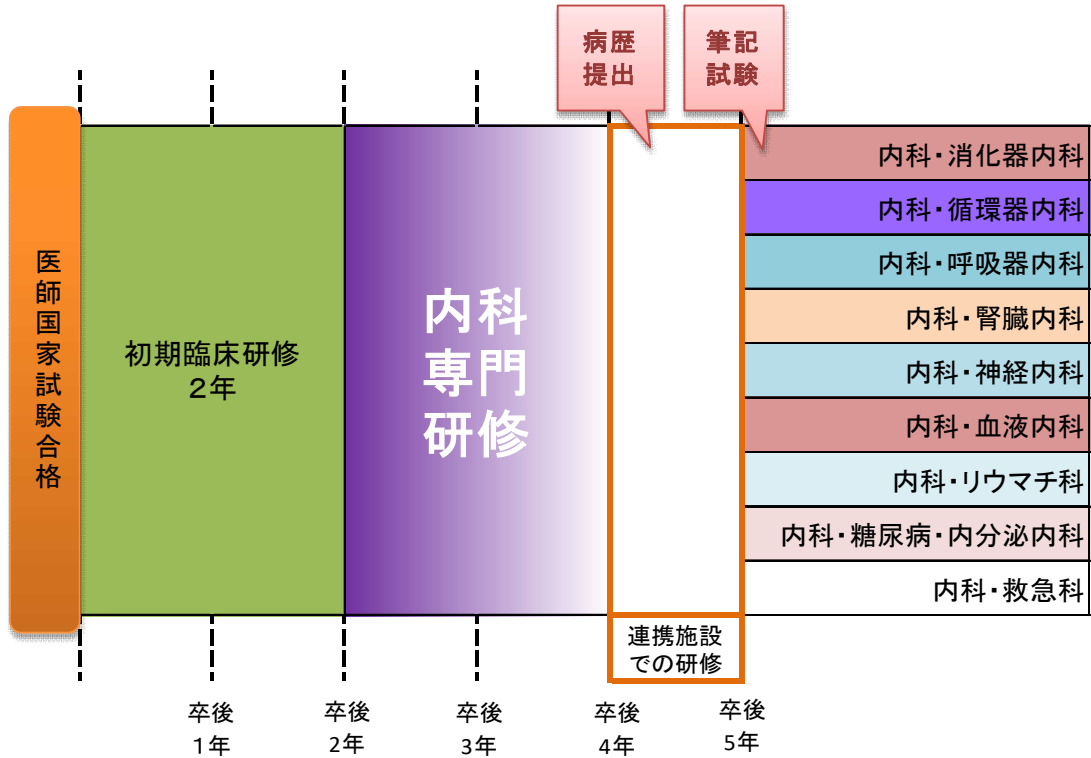 病歴
提出
筆記
試験
医師国家試験合格
初期臨床研修
２年
内科
専門
研修
内科・消化器内科
内科・循環器内科
内科・呼吸器内科
内科・腎臓内科
内科・神経内科
内科・血液内科
内科・リウマチ科
内科・糖尿病・内分泌内科
内科・救急科
連携施設
での研修
卒後
１年
卒後
2年
卒後
3年
卒後
4年
卒後
5年